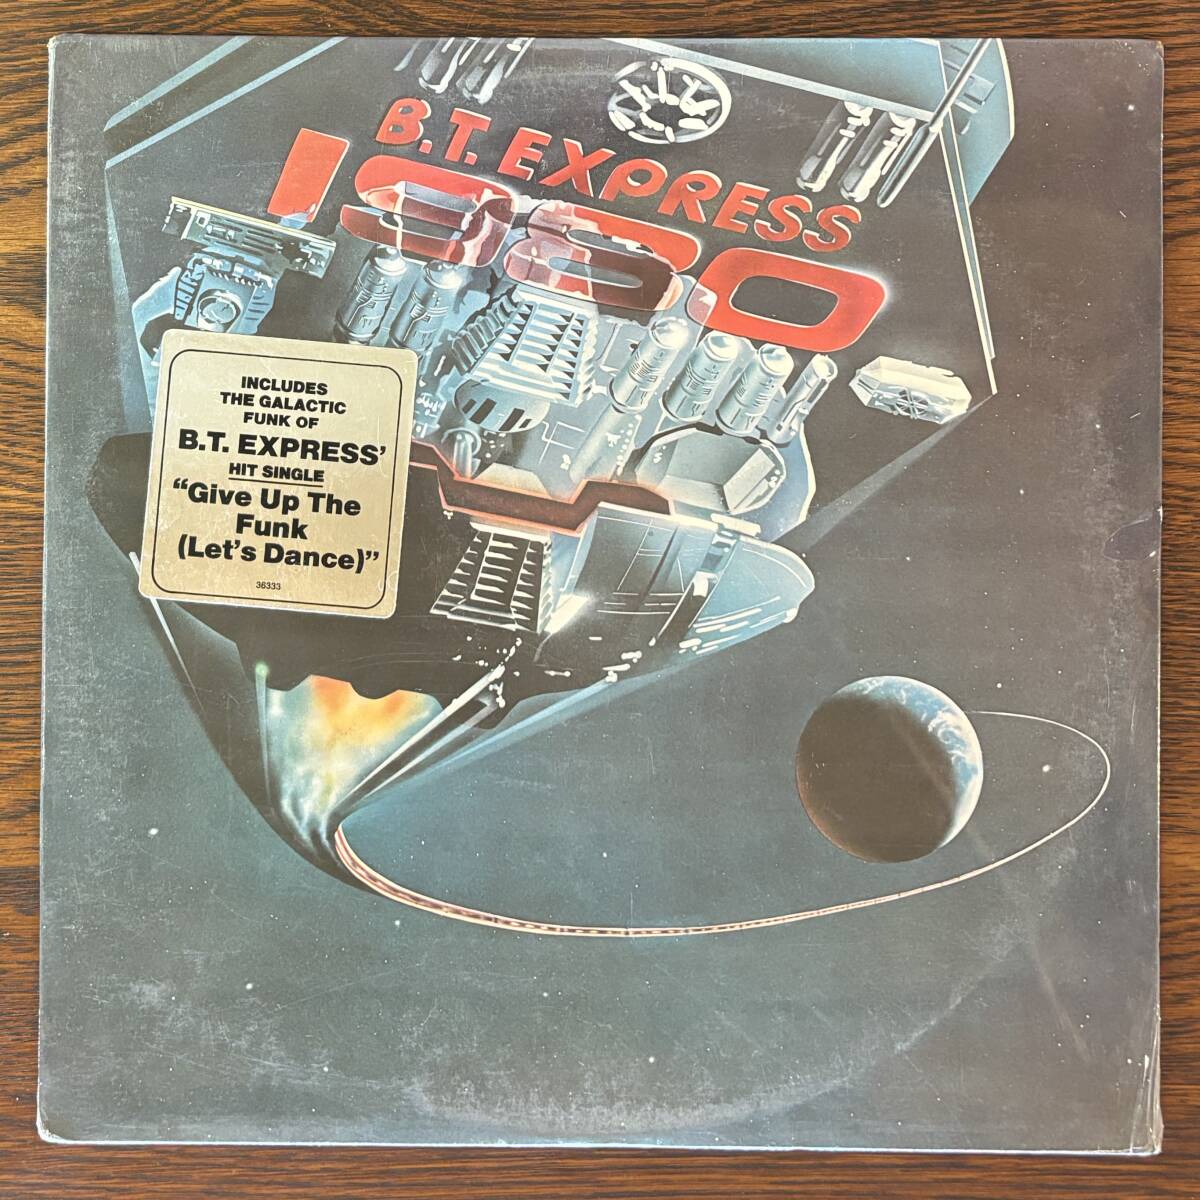 B.T. EXPRESS
1980
INCLUDES
THE GALACTIC
FUNK OF
B.T. EXPRESS'
HIT SINGLE
“Give Up The
Funk
(Let's Dance)”
36333